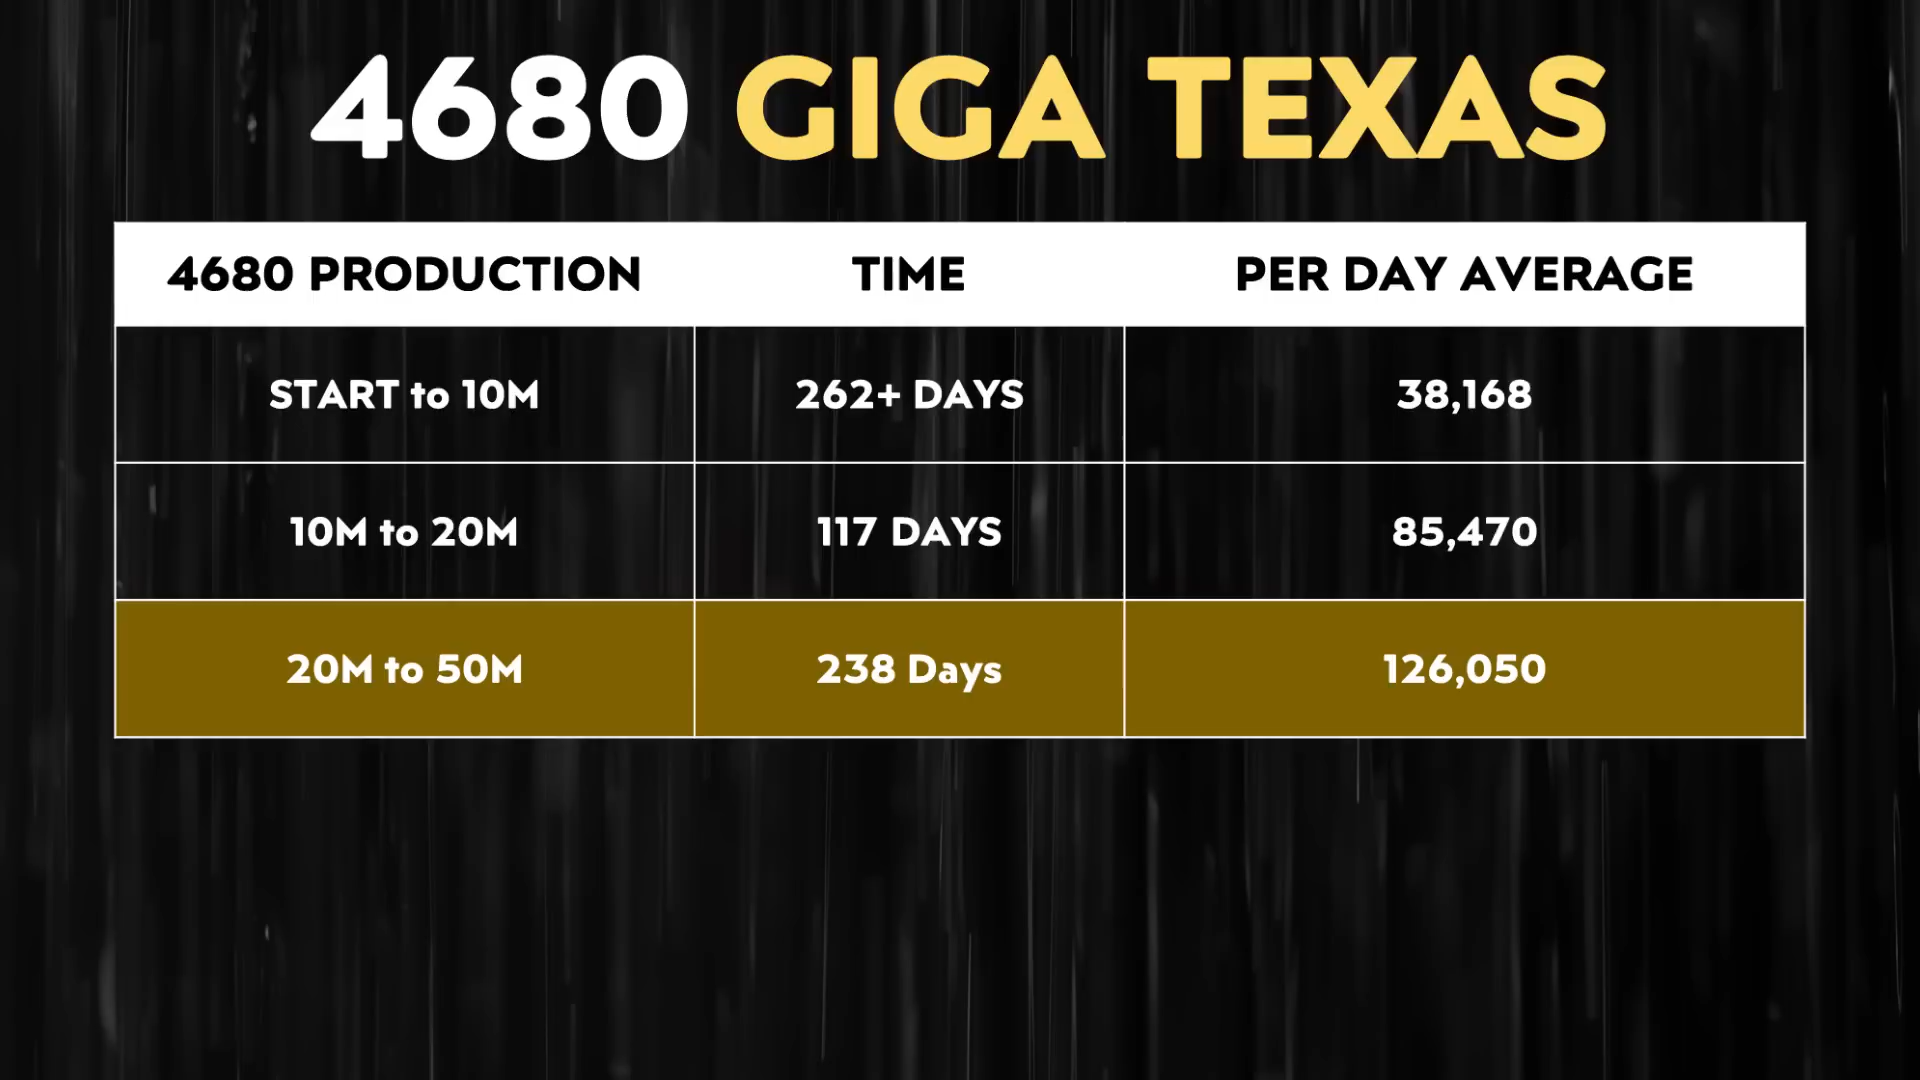 4680 GIGA TEXAS
4680 PRODUCTION TIME PER DAY AVERAGE
START to 10M 262+ DAYS 38,168
10M to 20M 117 DAYS 85,470
20M to 50M 238 Days 126,050